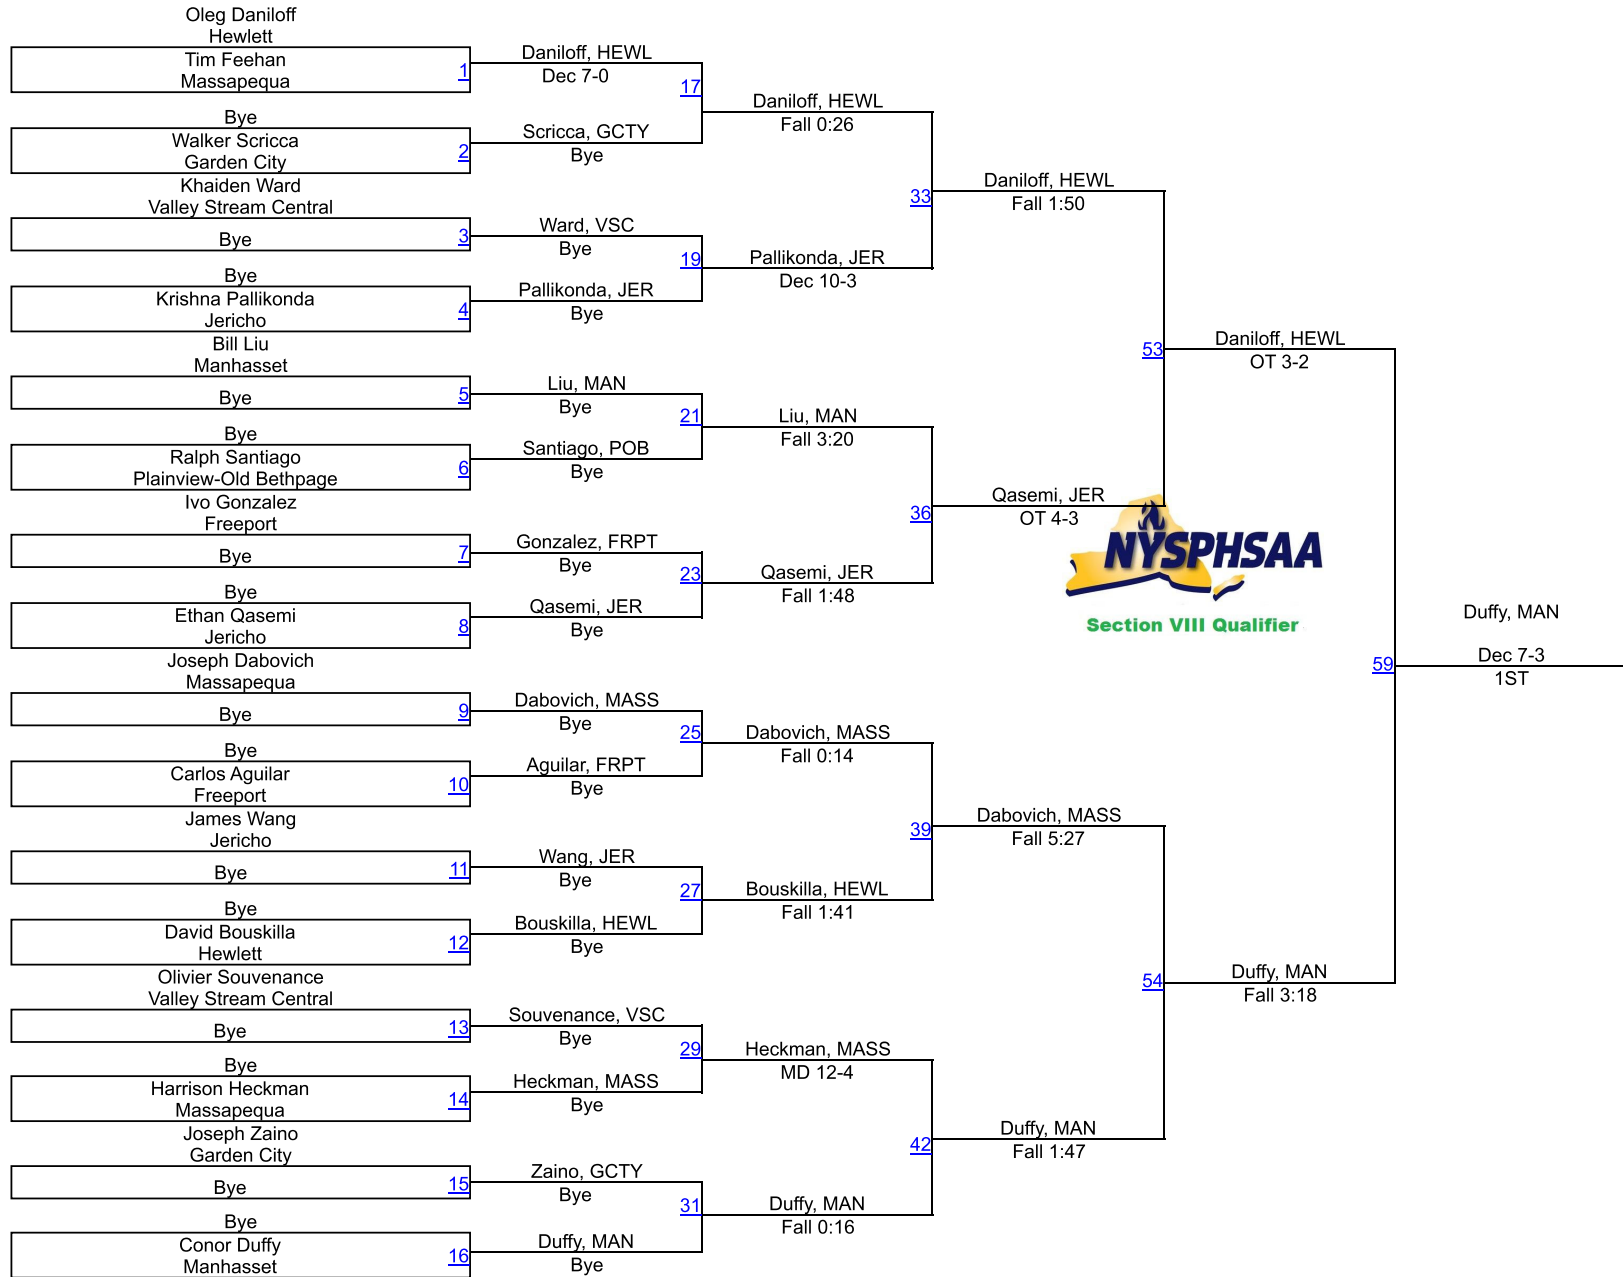 Oleg Daniloff
Hewlett
Tim Feehan
Massapequa
1
Bye
Walker Scricca
Garden City
2
Khaiden Ward
Valley Stream Central
Bye
3
Bye
Krishna Pallikonda
Jericho
4
Bill Liu
Manhasset
Bye
5
Bye
Ralph Santiago
Plainview-Old Bethpage
6
Ivo Gonzalez
Freeport
Bye
7
Bye
Ethan Qasemi
Jericho
8
Joseph Dabovich
Massapequa
Bye
9
Bye
Carlos Aguilar
Freeport
10
James Wang
Jericho
Bye
11
Bye
David Bouskilla
Hewlett
12
Olivier Souvenance
Valley Stream Central
Bye
13
Bye
Harrison Heckman
Massapequa
14
Joseph Zaino
Garden City
Bye
15
Bye
Conor Duffy
Manhasset
16
Daniloff, HEWL
Dec 7-0
17
Scricca, GCTY
Bye
Ward, VSC
Bye
19
Pallikonda, JER
Bye
Liu, MAN
Bye
21
Santiago, POB
Bye
Gonzalez, FRPT
Bye
23
Qasemi, JER
Bye
Dabovich, MASS
Bye
25
Aguilar, FRPT
Bye
Wang, JER
Bye
27
Bouskilla, HEWL
Bye
Souvenance, VSC
Bye
29
Heckman, MASS
Bye
Zaino, GCTY
Bye
31
Duffy, MAN
Bye
Daniloff, HEWL
Fall 0:26
33
Pallikonda, JER
Dec 10-3
Liu, MAN
Fall 3:20
36
Qasemi, JER
Fall 1:48
Dabovich, MASS
Fall 0:14
39
Bouskilla, HEWL
Fall 1:41
Heckman, MASS
MD 12-4
42
Duffy, MAN
Fall 0:16
Daniloff, HEWL
Fall 1:50
53
Qasemi, JER
OT 4-3
NYSPHSAA
Section VIII Qualifier
Dabovich, MASS
Fall 5:27
54
Duffy, MAN
Fall 1:47
Daniloff, HEWL
OT 3-2
59
Duffy, MAN
Fall 3:18
Duffy, MAN
Dec 7-3
1ST